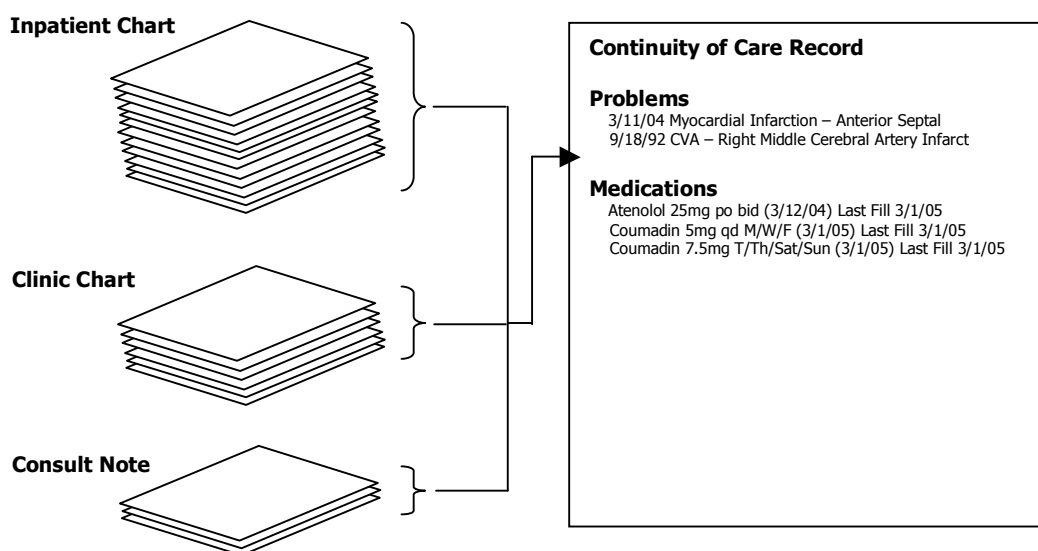 Inpatient Chart
Clinic Chart
Consult Note
Continuity of Care Record
Problems
3/11/04 Myocardial Infarction – Anterior Septal
9/18/92 CVA – Right Middle Cerebral Artery Infarct
Medications
Atenolol 25mg po bid (3/12/04) Last Fill 3/1/05
Coumadin 5mg qd M/W/F (3/1/05) Last Fill 3/1/05
Coumadin 7.5mg T/Th/Sat/Sun (3/1/05) Last Fill 3/1/05